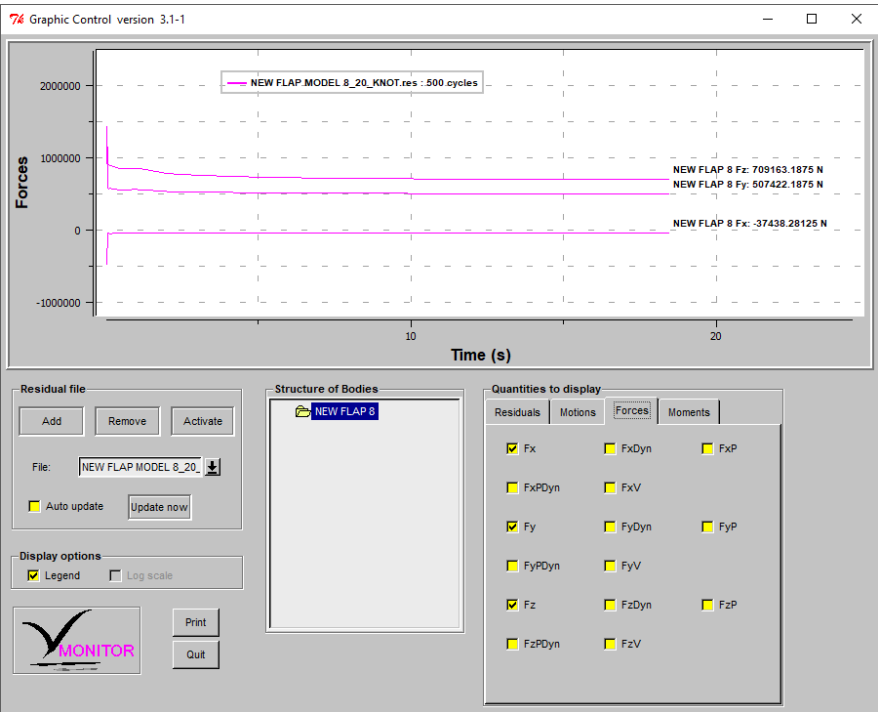 Graphic Control version 3.1-1
NEW FLAP MODEL 8_20_KNOT.res : 500 cycles
2000000
1000000
0
-1000000
Forces
NEW FLAP 8 Fz: 709163.1875 N
NEW FLAP 8 Fy: 507422.1875 N
NEW FLAP 8 Fx: -37438.28125 N
10
20
Time (s)
Residual file
Add
Remove
Activate
File:
NEW FLAP MODEL 8_20_
Auto update
Update now
Display options
Legend
Log scale
MONITOR
Print
Quit
Structure of Bodies
NEW FLAP 8
Quantities to display
Residuals
Motions
Forces
Moments
Fx
FxDyn
FxP
FxPDyn
FxV
Fy
FyDyn
FyP
FyPDyn
FyV
Fz
FzDyn
FzP
FzPDyn
FzV